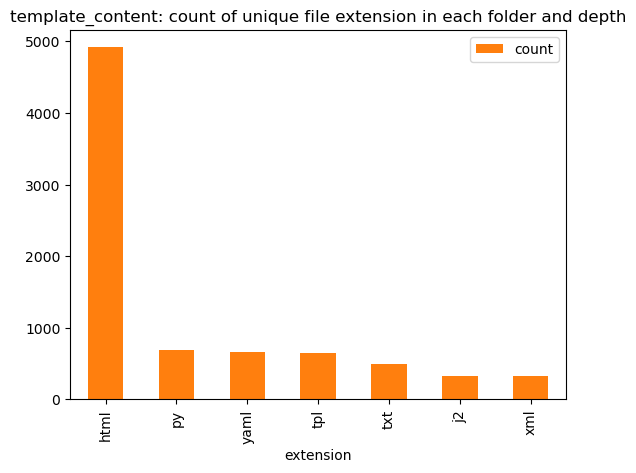 template_content: count of unique file extension in each folder and depth
count
5000
4000
3000
2000
1000
0
html
py
yaml
tpl
txt
j2
xml
extension